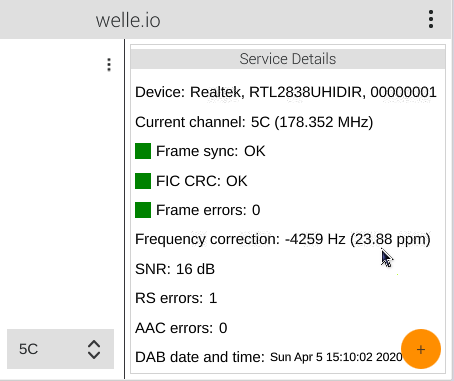 welle.io
Service Details
Device: Realtek, RTL2838UHIDIR, 00000001
Current channel: 5C (178.352 MHz)
Frame sync: OK
FIC CRC: OK
Frame errors: 0
Frequency correction: -4259 Hz (23.88 ppm)
SNR: 16 dB
RS errors: 1
AAC errors: 0
5C
DAB date and time: Sun Apr 5 15:10:02 2020
+